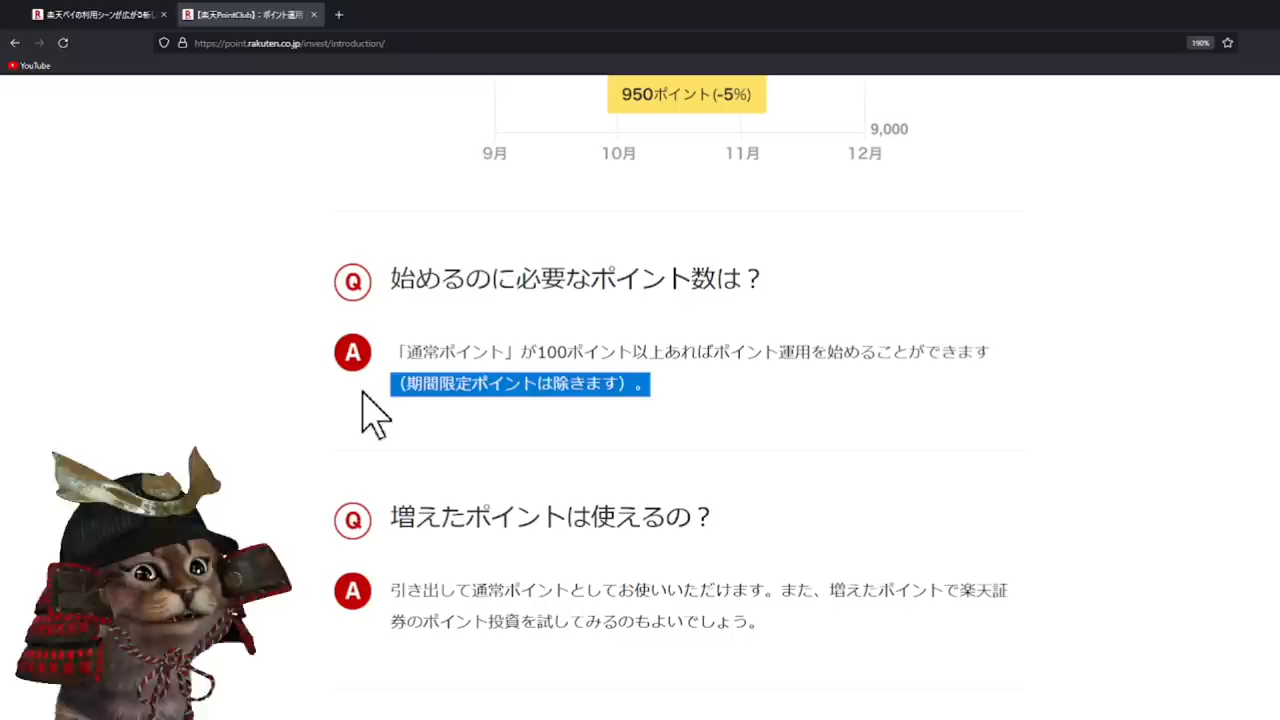 楽天ペイの利用シーンが広がる新し
【楽天PointClub】：ポイント運用
https://point.rakuten.co.jp/invest/introduction/
190%
YouTube
950ポイント(-5%)
9,000
9月
10月
11月
12月
Q
始めるのに必要なポイント数は？
A
「通常ポイント」が100ポイント以上あればポイント運用を始めることができます
（期間限定ポイントは除きます）。
Q
増えたポイントは使えるの？
A
引き出して通常ポイントとしてお使いいただけます。また、増えたポイントで楽天証
券のポイント投資を試してみるのもよいでしょう。